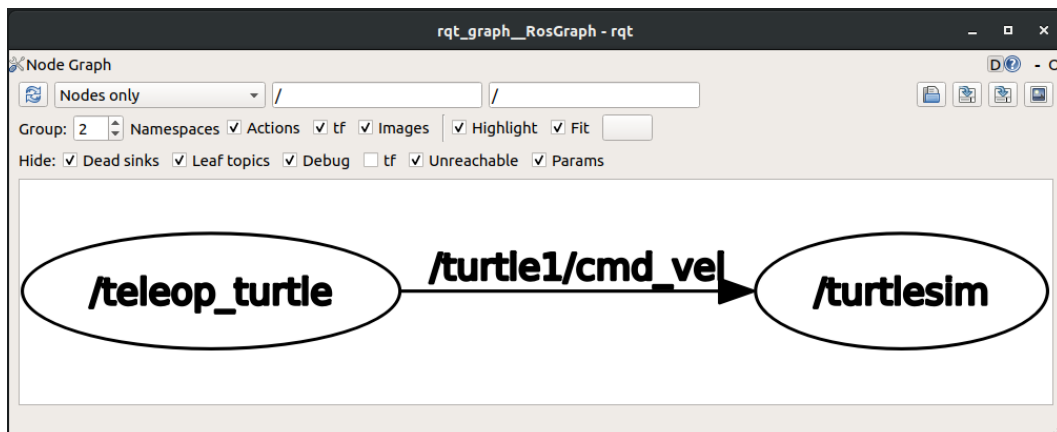 rqt_graph__RosGraph - rqt
Node Graph
D ? - O
Nodes only / /
Group: 2 Namespaces Actions tf Images Highlight Fit
Hide: Dead sinks Leaf topics Debug tf Unreachable Params
/teleop_turtle /turtle1/cmd_vel /turtlesim